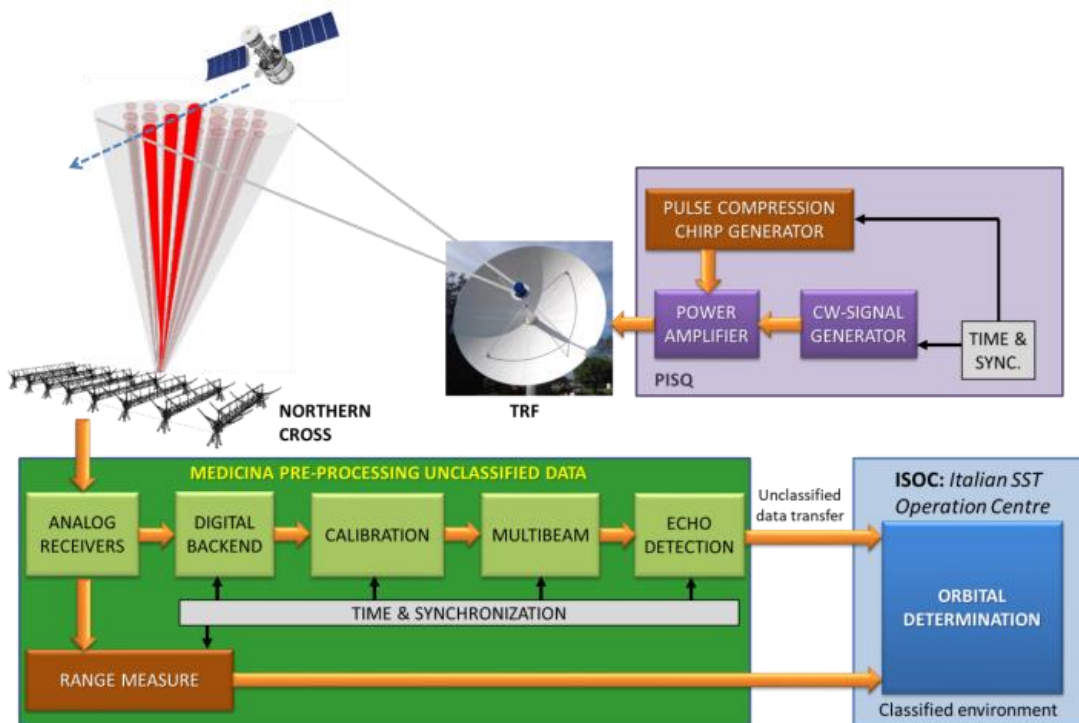 PULSE COMPRESSION
CHIRP GENERATOR
POWER
AMPLIFIER
CW-SIGNAL
GENERATOR
TIME &
SYNC.
PISQ
NORTHERN
CROSS
TRF
MEDICINA PRE-PROCESSING UNCLASSIFIED DATA
ANALOG
RECEIVERS
DIGITAL
BACKEND
CALIBRATION
MULTIBEAM
ECHO
DETECTION
TIME & SYNCHRONIZATION
RANGE MEASURE
Unclassified
data transfer
ISOC: Italian SST
Operation Centre
ORBITAL
DETERMINATION
Classified environment